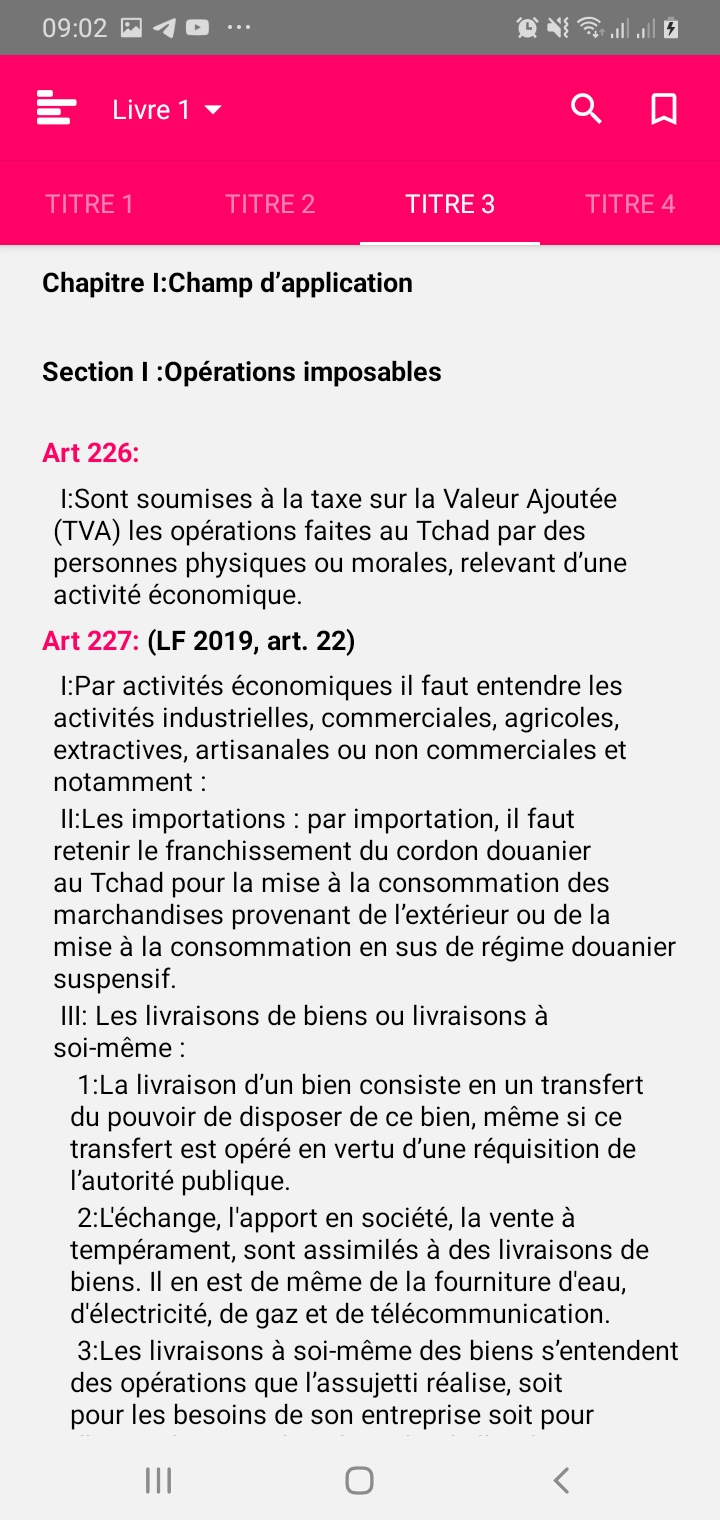 09:02
Livre 1
TITRE 1 TITRE 2 TITRE 3 TITRE 4
Chapitre I:Champ d’application
Section I :Opérations imposables
Art 226:
I:Sont soumises à la taxe sur la Valeur Ajoutée
(TVA) les opérations faites au Tchad par des
personnes physiques ou morales, relevant d’une
activité économique.
Art 227: (LF 2019, art. 22)
I:Par activités économiques il faut entendre les
activités industrielles, commerciales, agricoles,
extractives, artisanales ou non commerciales et
notamment :
II:Les importations : par importation, il faut
retenir le franchissement du cordon douanier
au Tchad pour la mise à la consommation des
marchandises provenant de l’extérieur ou de la
mise à la consommation en sus de régime douanier
suspensif.
III: Les livraisons de biens ou livraisons à
soi-même :
1:La livraison d’un bien consiste en un transfert
du pouvoir de disposer de ce bien, même si ce
transfert est opéré en vertu d’une réquisition de
l’autorité publique.
2:L'échange, l'apport en société, la vente à
tempérament, sont assimilés à des livraisons de
biens. Il en est de même de la fourniture d'eau,
d'électricité, de gaz et de télécommunication.
3:Les livraisons à soi-même des biens s’entendent
des opérations que l’assujetti réalise, soit
pour les besoins de son entreprise soit pour